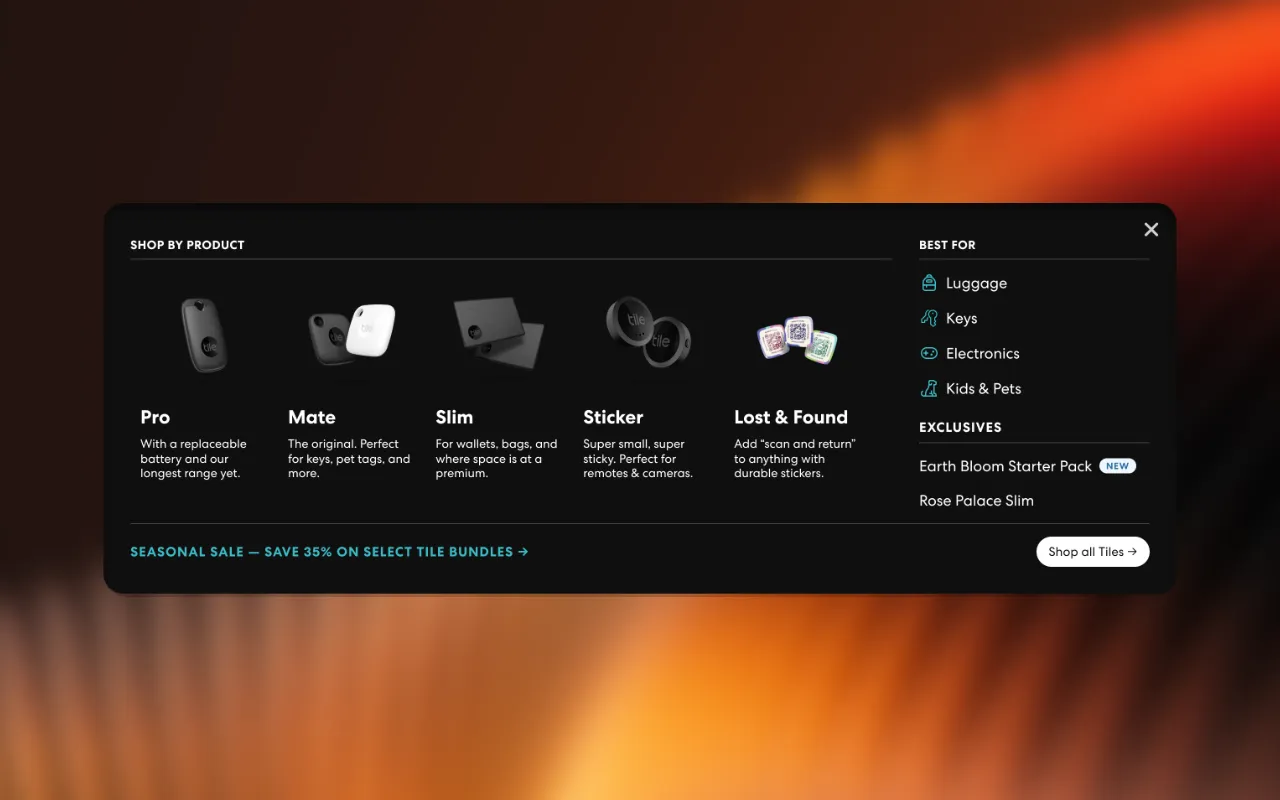 SHOP BY PRODUCT
tile
tile
tile
tile
Pro
With a replaceable
battery and our
longest range yet.
Mate
The original. Perfect
for keys, pet tags, and
more.
Slim
For wallets, bags, and
where space is at a
premium.
Sticker
Super small, super
sticky. Perfect for
remotes & cameras.
Lost & Found
Add “scan and return”
to anything with
durable stickers.
BEST FOR
Luggage
Keys
Electronics
Kids & Pets
EXCLUSIVES
Earth Bloom Starter Pack NEW
Rose Palace Slim
SEASONAL SALE — SAVE 35% ON SELECT TILE BUNDLES →
Shop all Tiles →